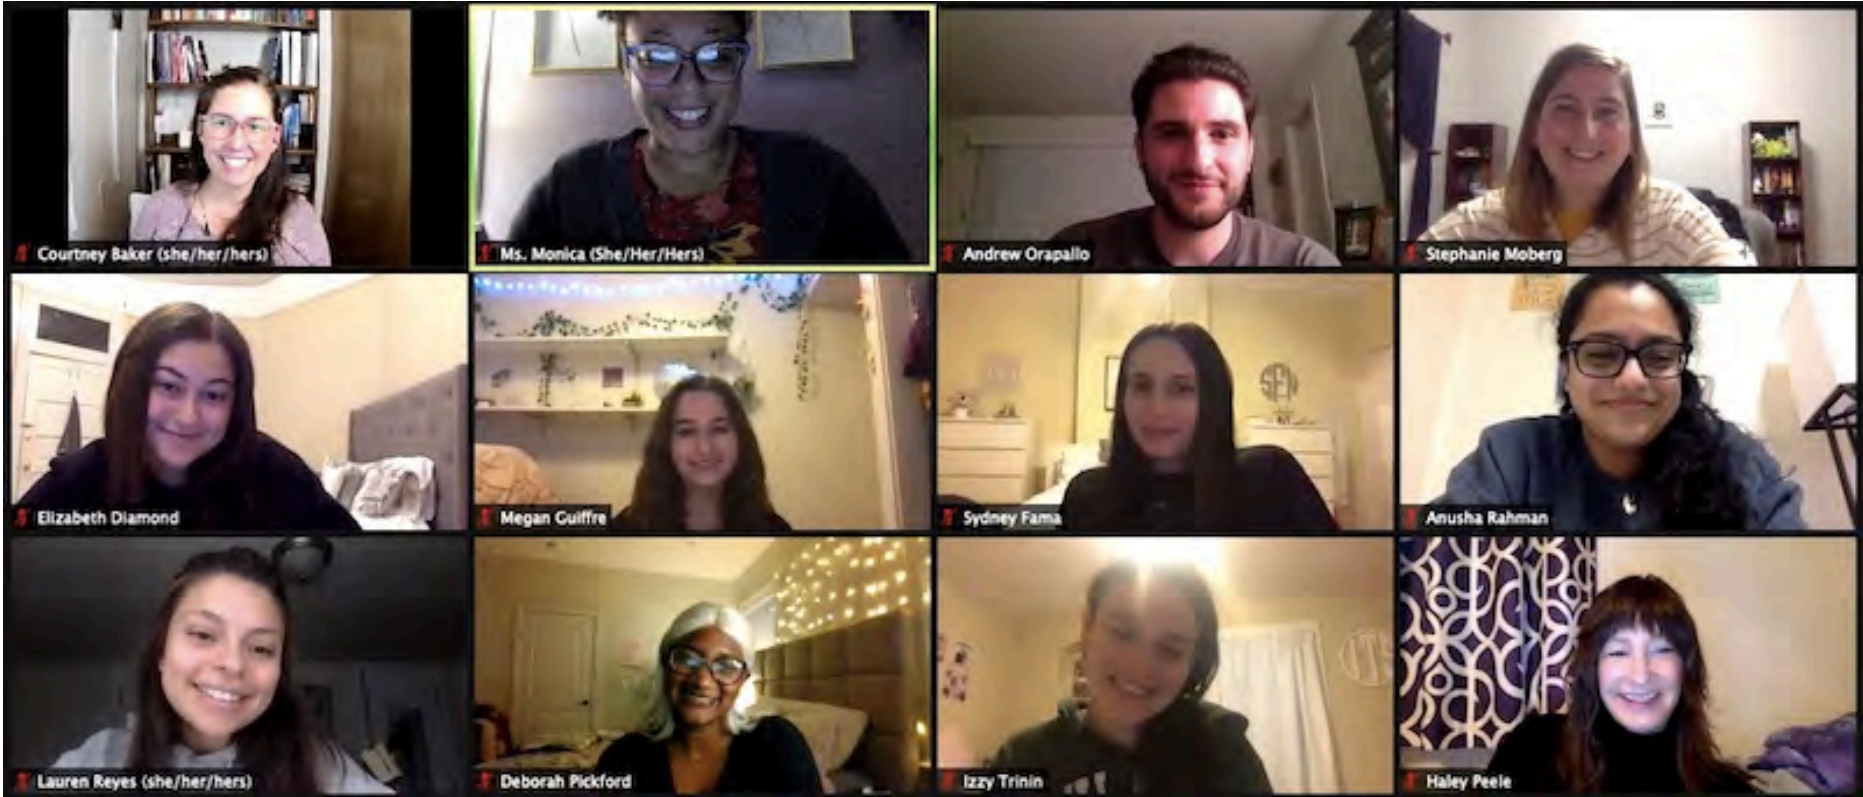 Courtney Baker (she/her/hers)
Ms. Monica (She/Her/Hers)
Andrew Orapallo
Stephanie Moberg
Elizabeth Diamond
Megan Guiffre
SFN
Sydney Fama
Anusha Rahman
Lauren Reyes (she/her/hers)
Deborah Pickford
Izzy Trinin
Haley Peele